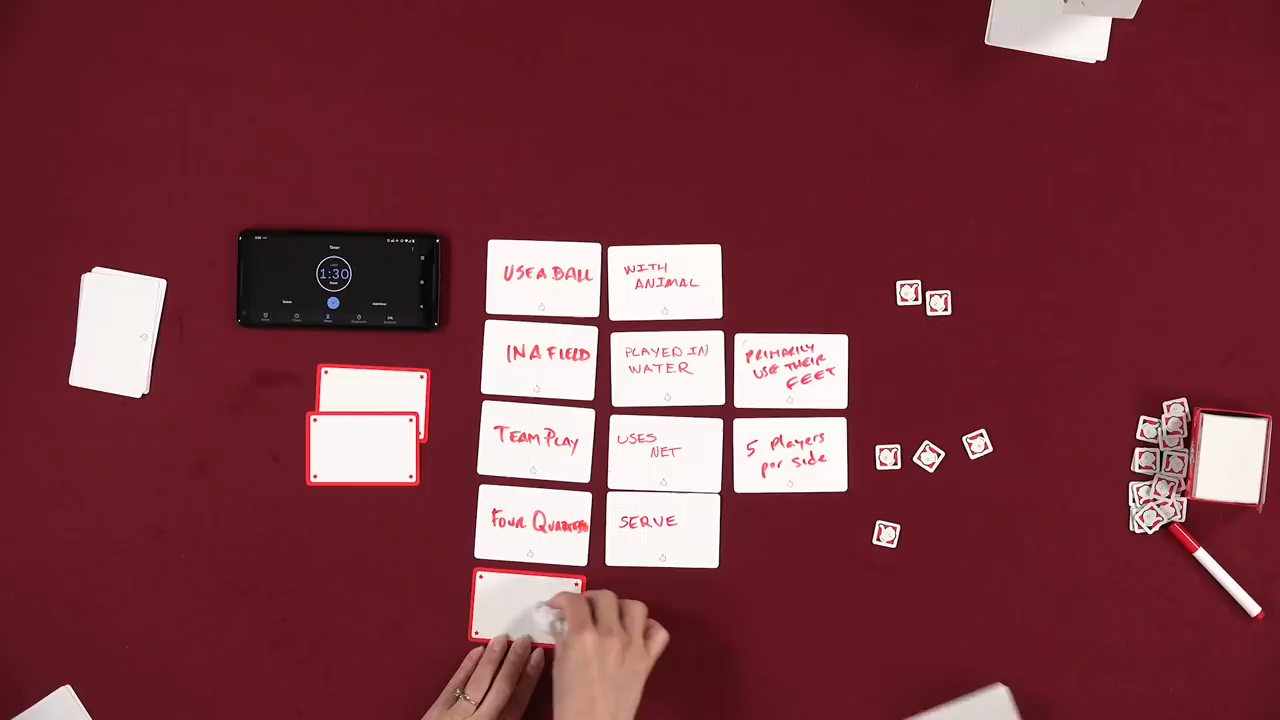 Timer
1:30
USE A BALL
WITH
ANIMAL
IN A FIELD
PLAYED IN
WATER
PRIMARILY
USE THEIR
FEET
TEAM PLAY
USES
NET
5 players
per side
FOUR QUARTERS
SERVE